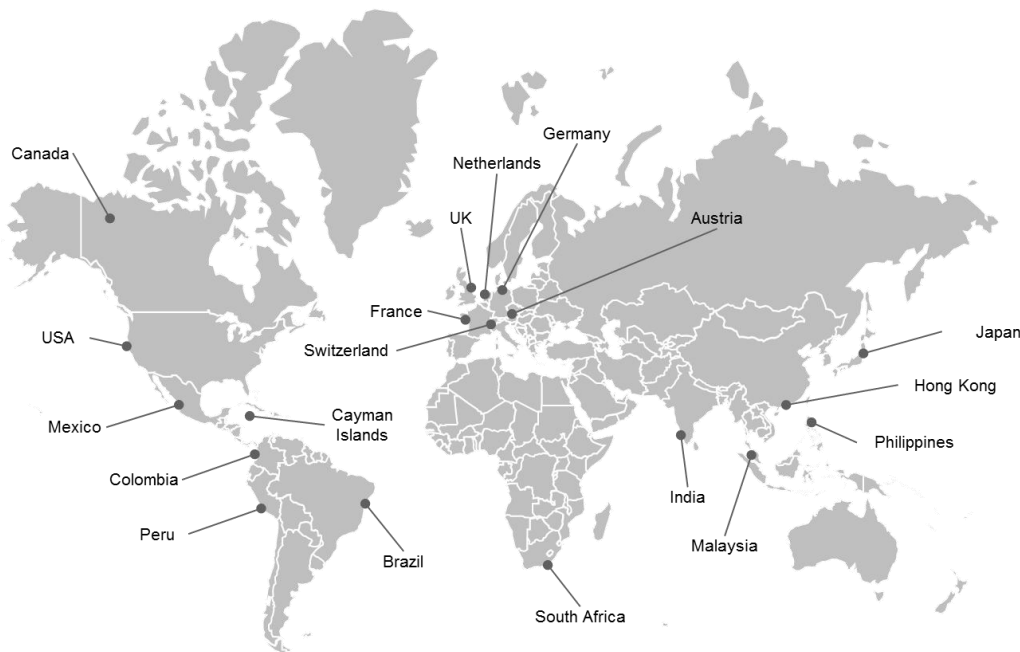 Germany
Canada
Netherlands
UK
Austria
France
USA
Switzerland
Japan
Hong Kong
Mexico
Cayman
Islands
Philippines
Colombia
India
Peru
Malaysia
Brazil
South Africa